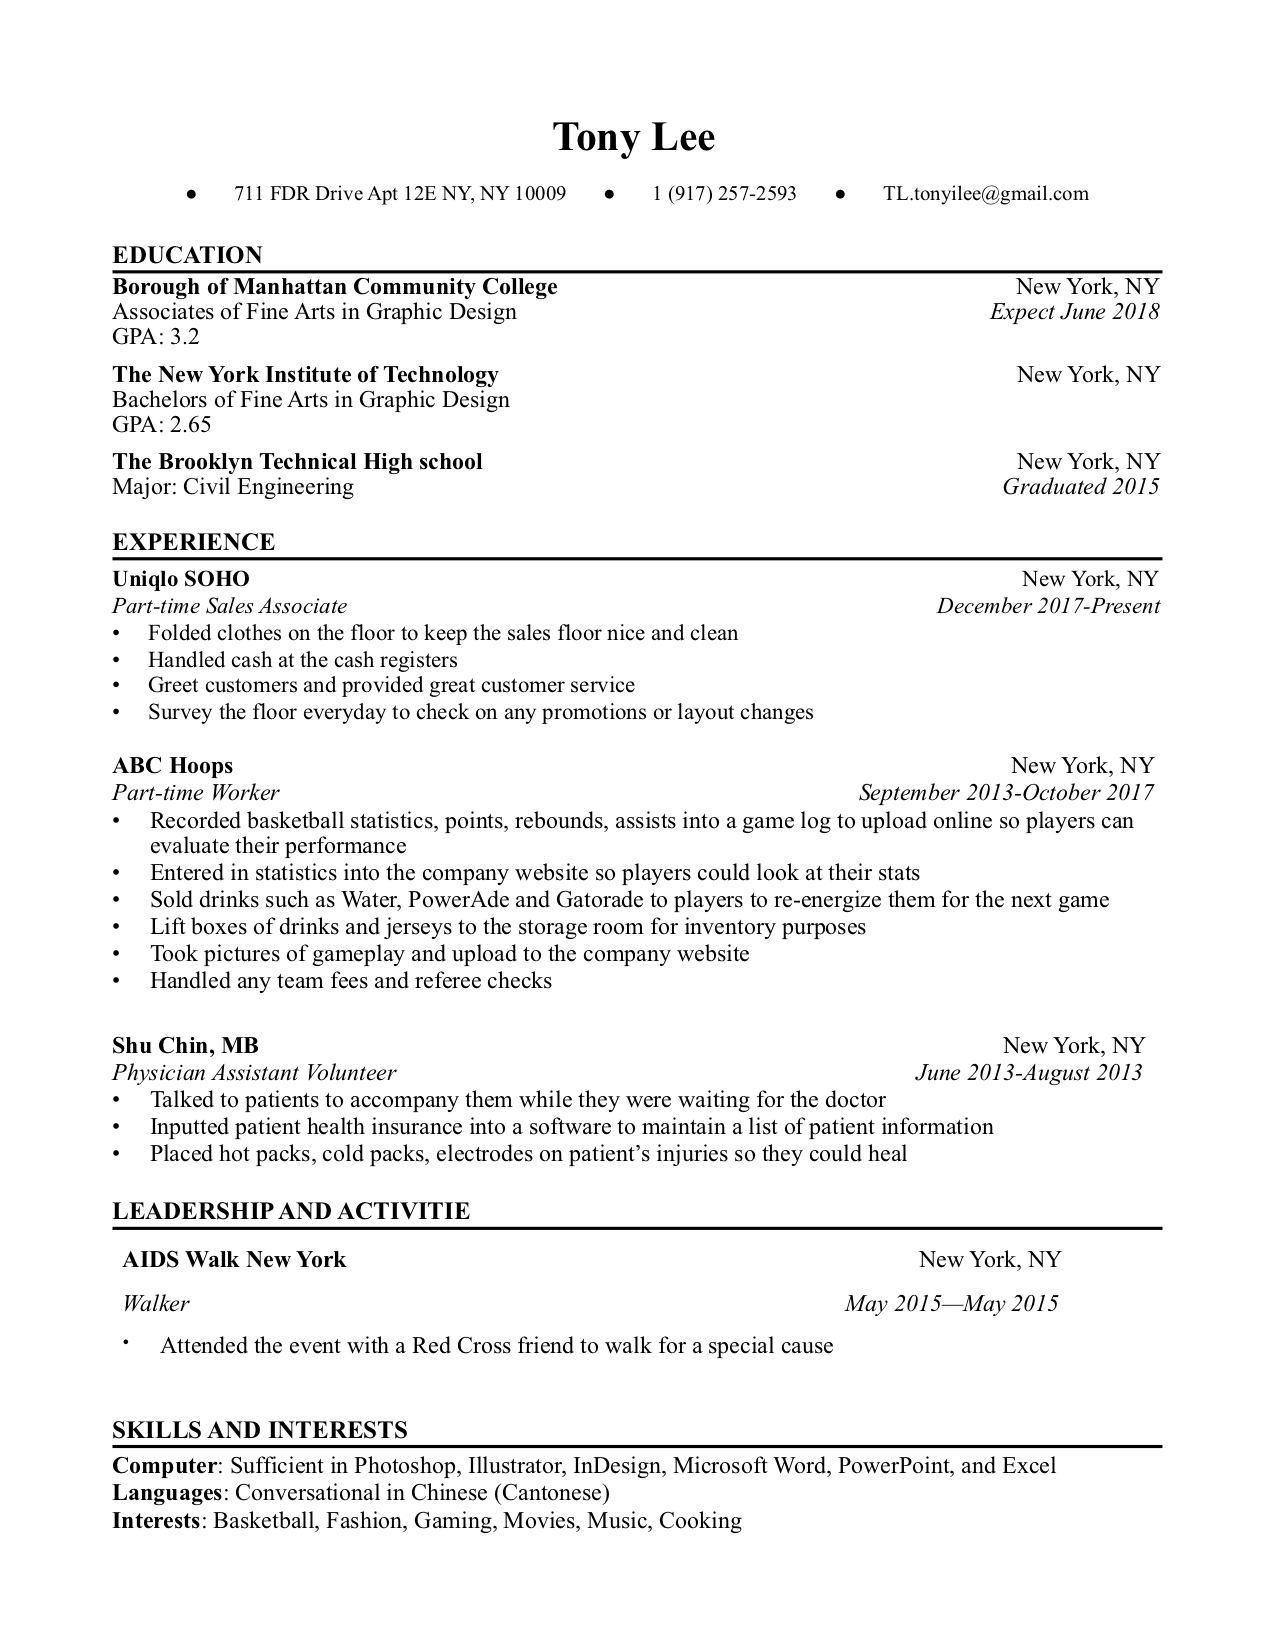 Tony Lee
● 711 FDR Drive Apt 12E NY, NY 10009 ● 1 (917) 257-2593 ● TL.tonyilee@gmail.com
EDUCATION
Borough of Manhattan Community College New York, NY
Associates of Fine Arts in Graphic Design Expect June 2018
GPA: 3.2
The New York Institute of Technology New York, NY
Bachelors of Fine Arts in Graphic Design
GPA: 2.65
The Brooklyn Technical High school New York, NY
Major: Civil Engineering Graduated 2015
EXPERIENCE
Uniqlo SOHO New York, NY
Part-time Sales Associate December 2017-Present
• Folded clothes on the floor to keep the sales floor nice and clean
• Handled cash at the cash registers
• Greet customers and provided great customer service
• Survey the floor everyday to check on any promotions or layout changes
ABC Hoops New York, NY
Part-time Worker September 2013-October 2017
• Recorded basketball statistics, points, rebounds, assists into a game log to upload online so players can
evaluate their performance
• Entered in statistics into the company website so players could look at their stats
• Sold drinks such as Water, PowerAde and Gatorade to players to re-energize them for the next game
• Lift boxes of drinks and jerseys to the storage room for inventory purposes
• Took pictures of gameplay and upload to the company website
• Handled any team fees and referee checks
Shu Chin, MB New York, NY
Physician Assistant Volunteer June 2013-August 2013
• Talked to patients to accompany them while they were waiting for the doctor
• Inputted patient health insurance into a software to maintain a list of patient information
• Placed hot packs, cold packs, electrodes on patient’s injuries so they could heal
LEADERSHIP AND ACTIVITIE
AIDS Walk New York New York, NY
Walker May 2015—May 2015
• Attended the event with a Red Cross friend to walk for a special cause
SKILLS AND INTERESTS
Computer: Sufficient in Photoshop, Illustrator, InDesign, Microsoft Word, PowerPoint, and Excel
Languages: Conversational in Chinese (Cantonese)
Interests: Basketball, Fashion, Gaming, Movies, Music, Cooking